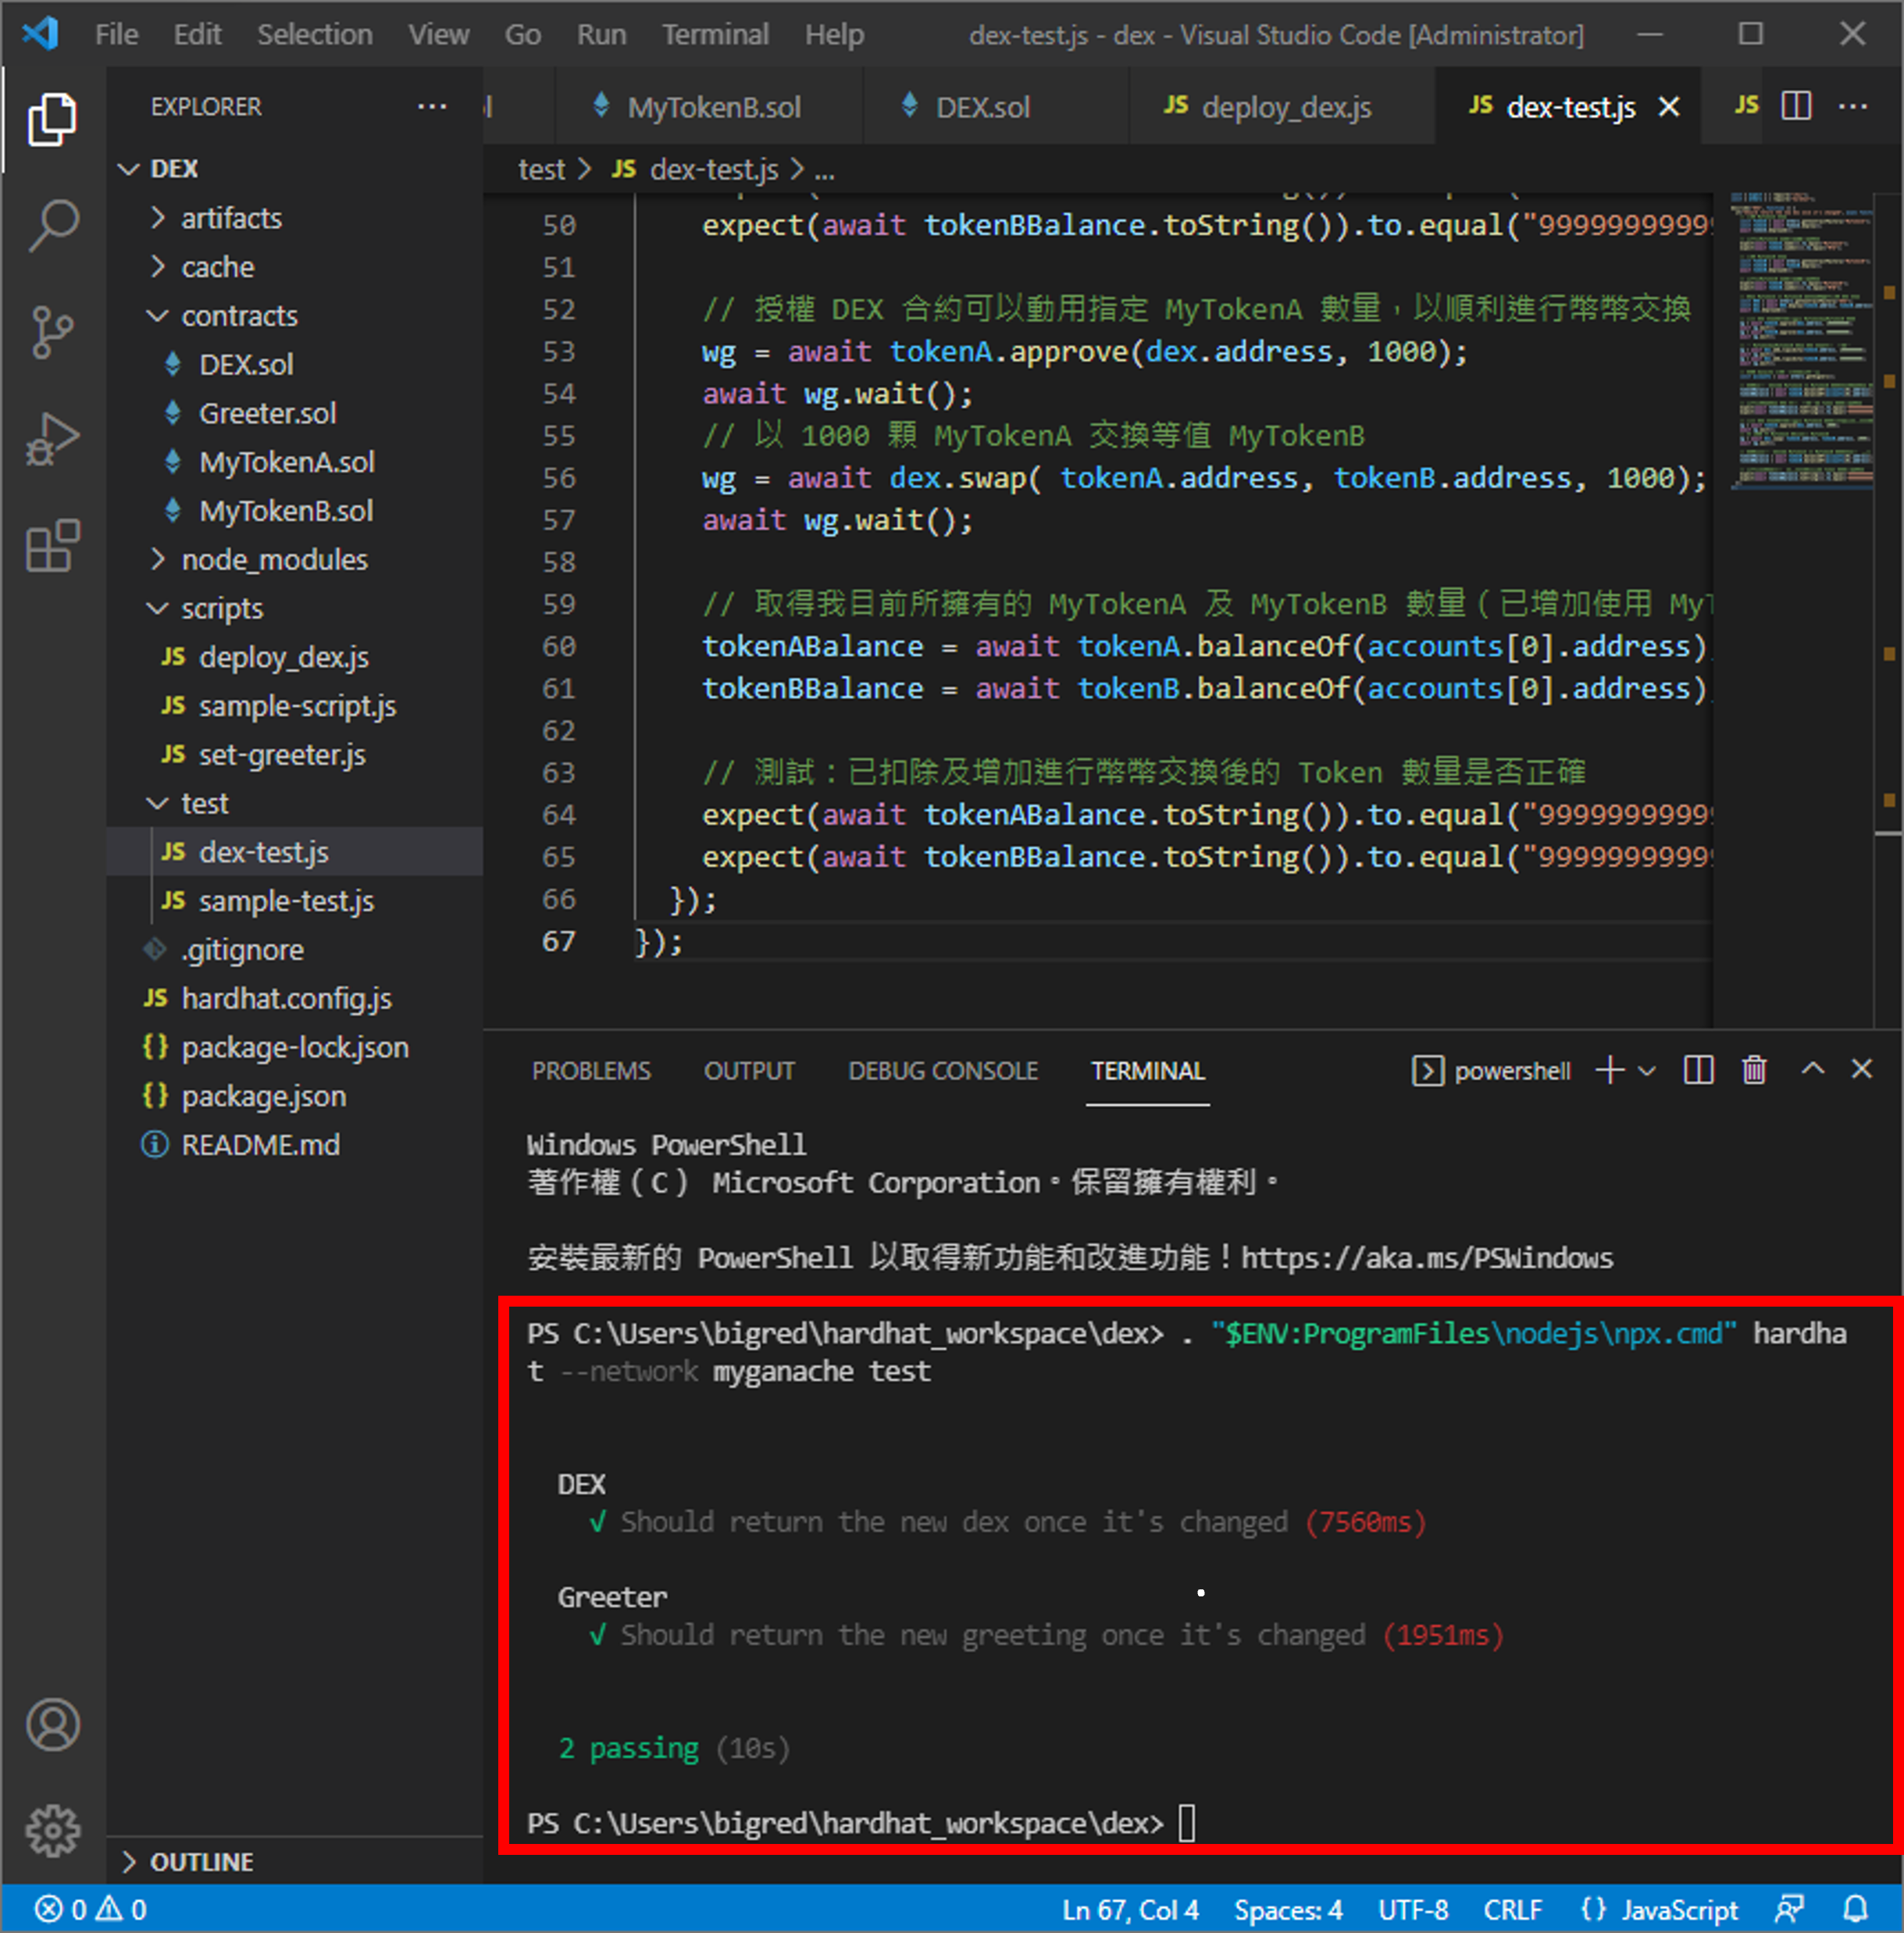 File Edit Selection View Go Run Terminal Help dex-test.js - dex - Visual Studio Code [Administrator]
EXPLORER
MyTokenB.sol DEX.sol JS deploy_dex.js JS dex-test.js JS
test > JS dex-test.js > ...
DEX
artifacts
cache
contracts
DEX.sol
Greeter.sol
MyTokenA.sol
MyTokenB.sol
node_modules
scripts
JS deploy_dex.js
JS sample-script.js
JS set-greeter.js
test
JS dex-test.js
JS sample-test.js
.gitignore
JS hardhat.config.js
{} package-lock.json
{} package.json
README.md
OUTLINE
50 expect(await tokenBBalance.toString()).to.equal("99999999999
51
52 // 授權 DEX 合約可以動用指定 MyTokenA 數量，以順利進行幣幣交換
53 wg = await tokenA.approve(dex.address, 1000);
54 await wg.wait();
55 // 以 1000 顆 MyTokenA 交換等值 MyTokenB
56 wg = await dex.swap( tokenA.address, tokenB.address, 1000);
57 await wg.wait();
58
59 // 取得我目前所擁有的 MyTokenA 及 MyTokenB 數量（已增加使用 My
60 tokenABalance = await tokenA.balanceOf(accounts[0].address)
61 tokenBBalance = await tokenB.balanceOf(accounts[0].address)
62
63 // 測試：已扣除及增加進行幣幣交換後的 Token 數量是否正確
64 expect(await tokenABalance.toString()).to.equal("99999999999
65 expect(await tokenBBalance.toString()).to.equal("99999999999
66 });
67 });
PROBLEMS OUTPUT DEBUG CONSOLE TERMINAL powershell
Windows PowerShell
著作權（C） Microsoft Corporation。保留擁有權利。
安裝最新的 PowerShell 以取得新功能和改進功能！https://aka.ms/PSWindows
PS C:\Users\bigred\hardhat_workspace\dex> . "$ENV:ProgramFiles\nodejs\npx.cmd" hardha
t --network myganache test
DEX
√ Should return the new dex once it's changed (7560ms)
Greeter
√ Should return the new greeting once it's changed (1951ms)
2 passing (10s)
PS C:\Users\bigred\hardhat_workspace\dex>
0 0 Ln 67, Col 4 Spaces: 4 UTF-8 CRLF {} JavaScript